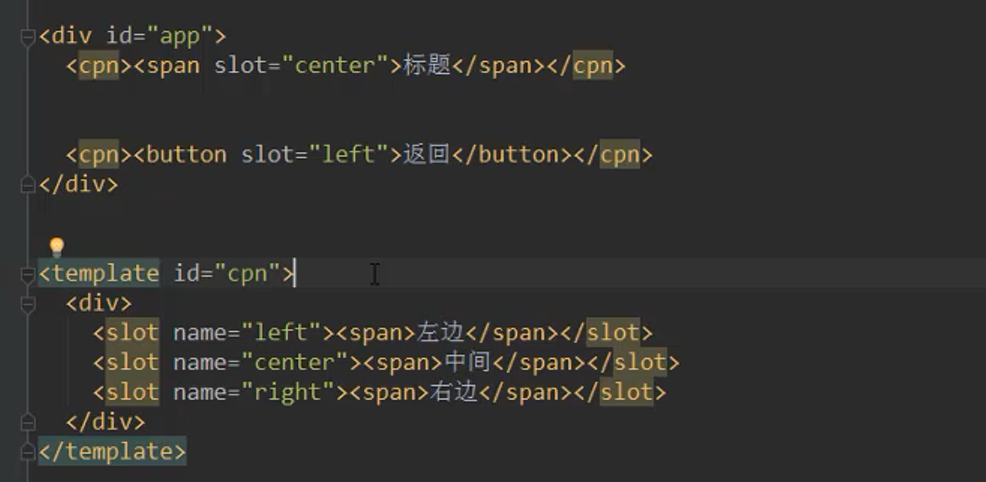 <div id="app">
<cpn><span slot="center">标题</span></cpn>
<cpn><button slot="left">返回</button></cpn>
</div>
<template id="cpn">
<div>
<slot name="left"><span>左边</span></slot>
<slot name="center"><span>中间</span></slot>
<slot name="right"><span>右边</span></slot>
</div>
</template>